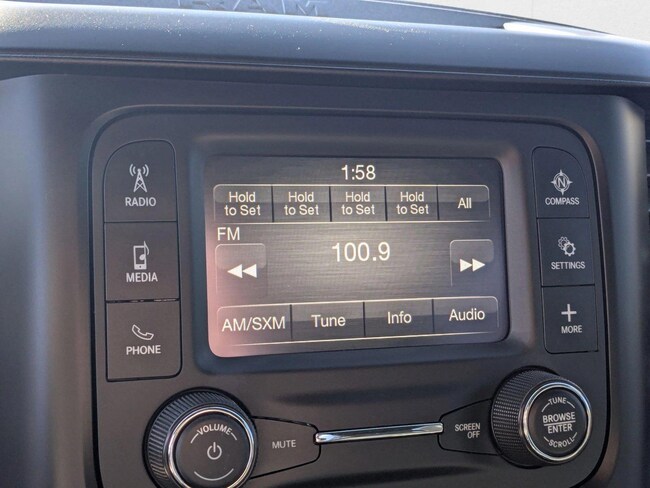 RAM
1:58
RADIO
Hold to Set
Hold to Set
Hold to Set
Hold to Set
All
N
COMPASS
FM
100.9
MEDIA
SETTINGS
AM/SXM
Tune
Info
Audio
PHONE
MORE
VOLUME
MUTE
SCREEN OFF
TUNE
BROWSE
ENTER
SCROLL